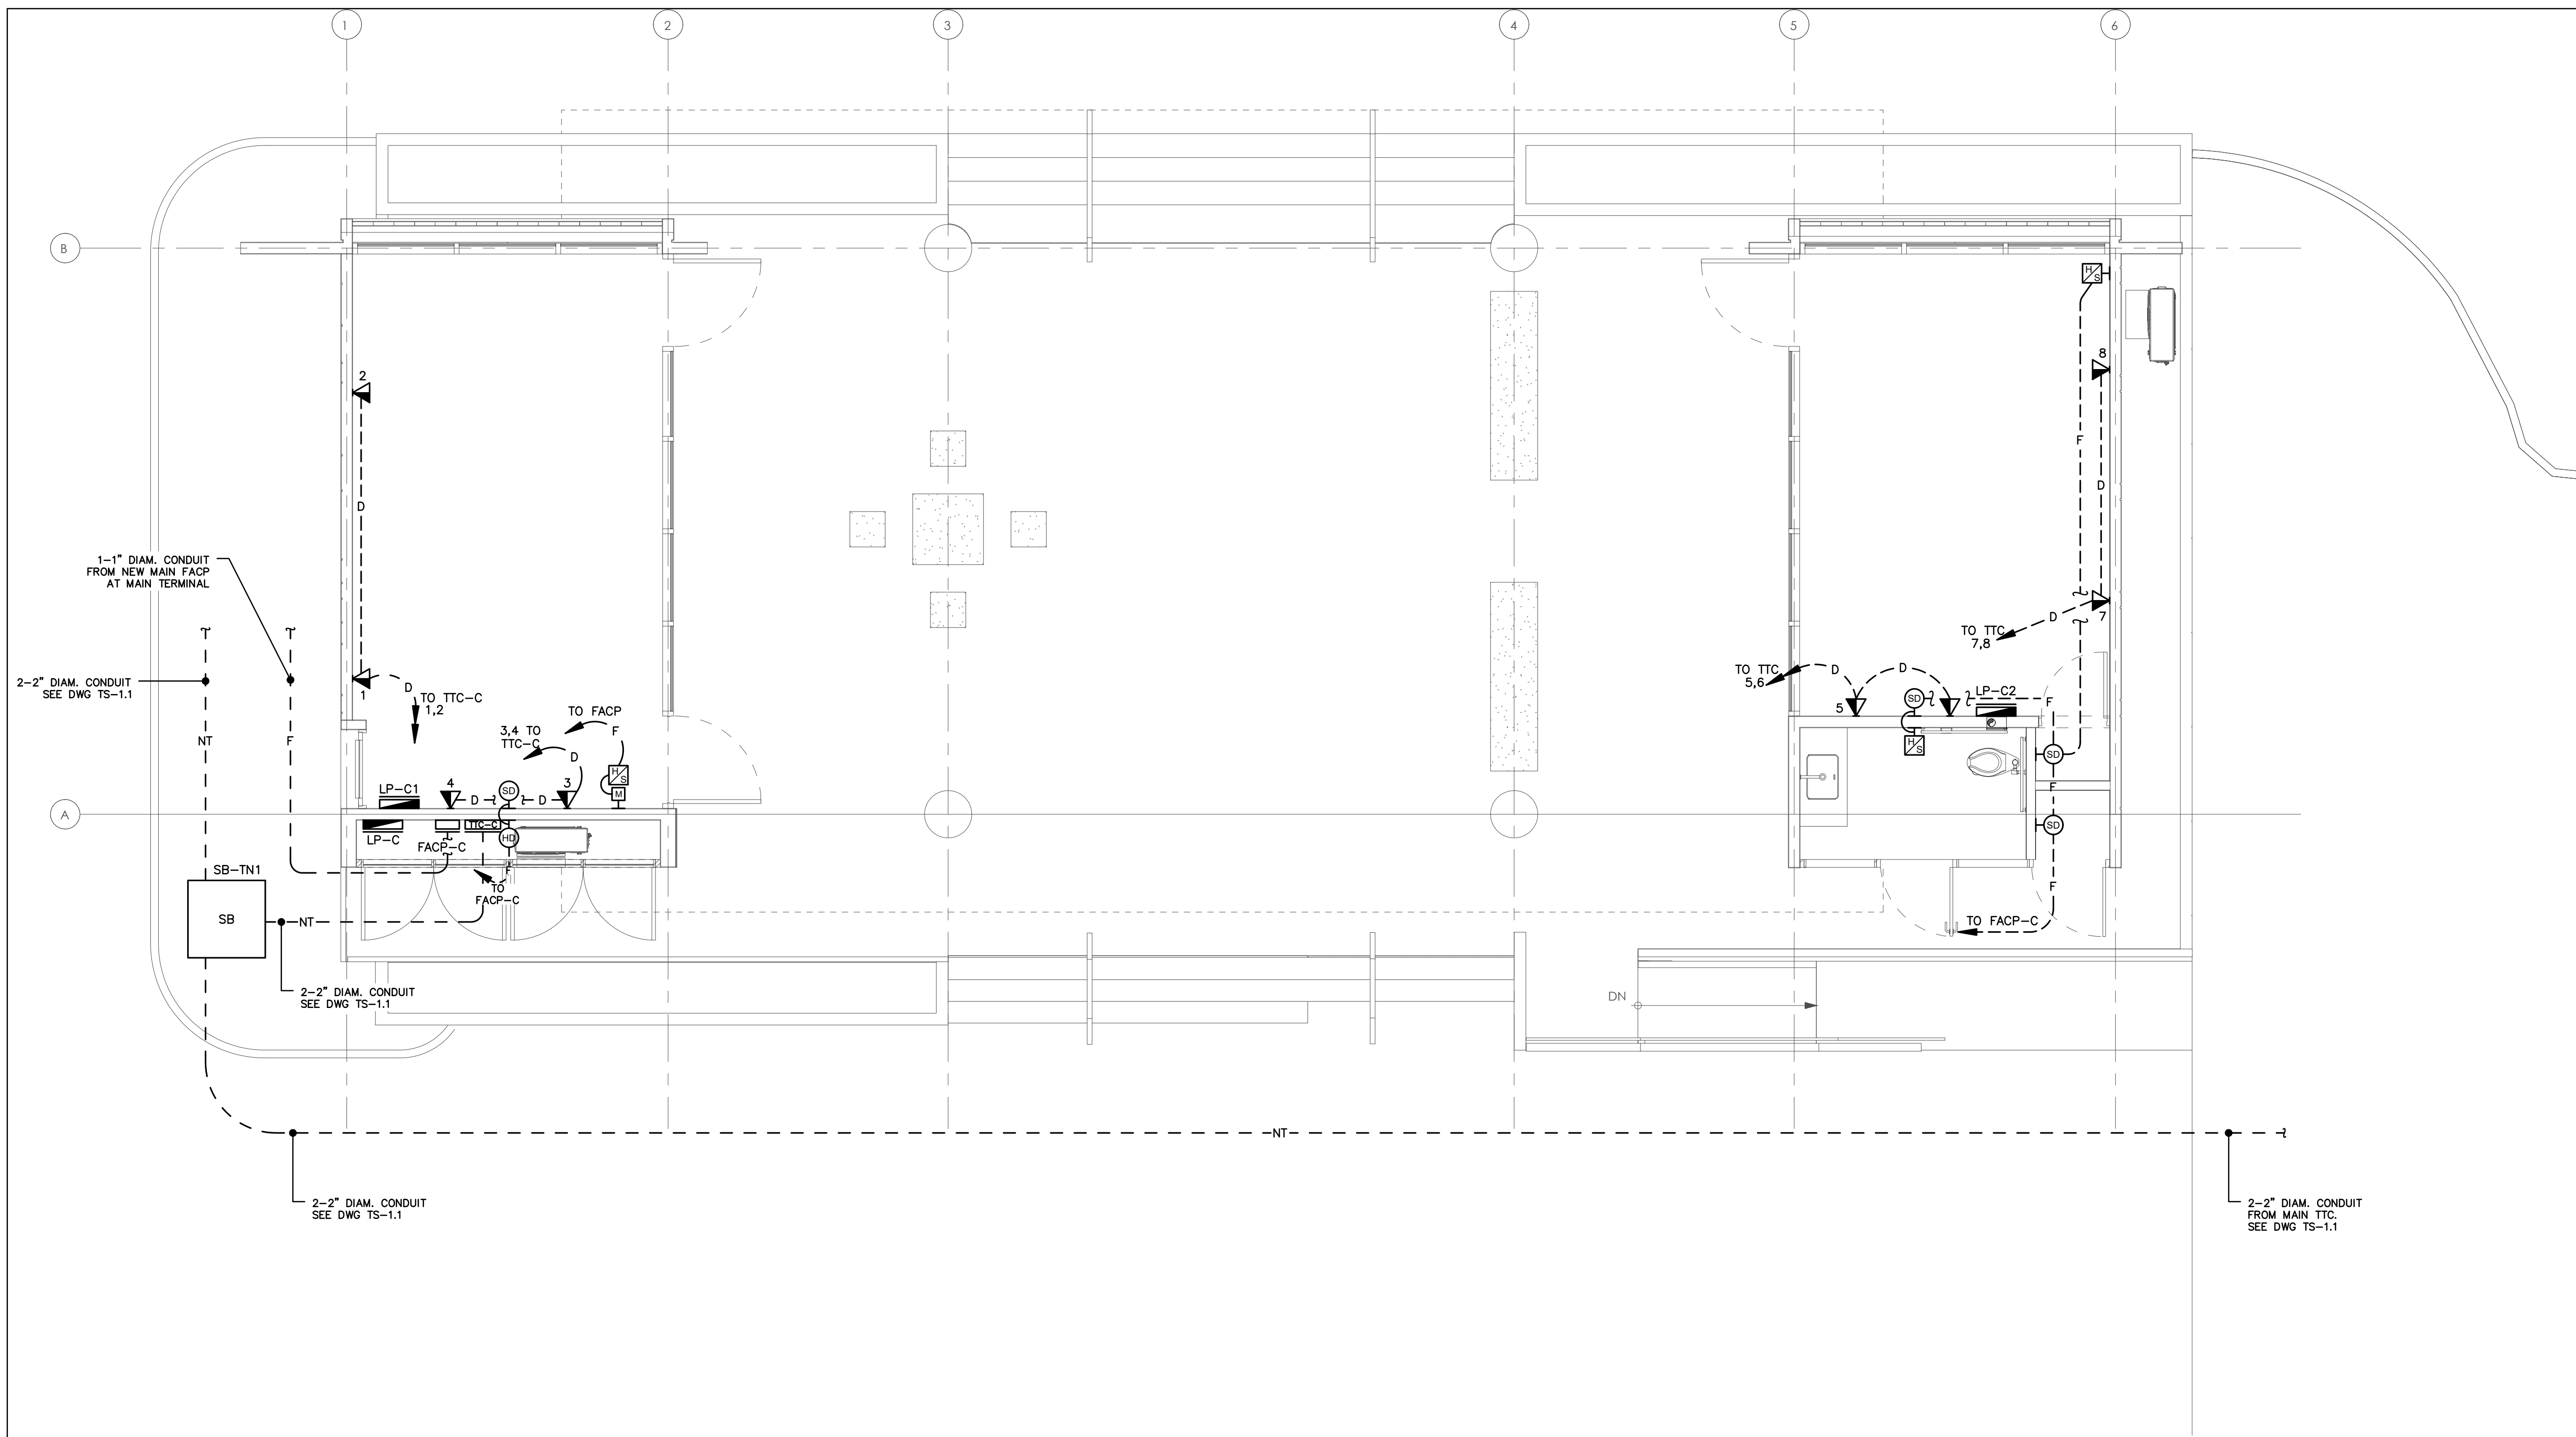 1
2
3
4
5
6
B
H
S
2
8
F
D
D
1-1" DIAM. CONDUIT
FROM NEW MAIN FACP
AT MAIN TERMINAL
7
D
TO TTC
7,8
2-2" DIAM. CONDUIT
SEE DWG TS-1.1
1
D
TO TTC-C
1,2
TO TTC
5,6
D
D
5
SD
LP-C2
F
H
S
SD
NT
F
TO FACP
F
3,4 TO
TTC-C
D
H
S
M
LP-C1
4
D
SD
D
3
F
A
LP-C
FACP-C
TTC-C
HD
SD
F
TO
FACP-C
SB-TN1
SB
NT
F
TO FACP-C
2-2" DIAM. CONDUIT
SEE DWG TS-1.1
DN
NT
2-2" DIAM. CONDUIT
SEE DWG TS-1.1
2-2" DIAM. CONDUIT
FROM MAIN TTC.
SEE DWG TS-1.1